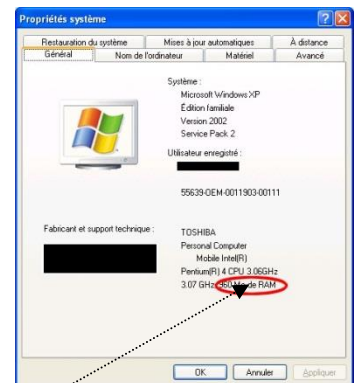 Propriétés système
Restauration du système Mises à jour automatiques À distance
Général Nom de l'ordinateur Matériel Avancé
Système :
Microsoft Windows XP
Édition familiale
Version 2002
Service Pack 2
Utilisateur enregistré :
55639-OEM-0011903-00111
Fabricant et support technique :
TOSHIBA
Personal Computer
Mobile Intel(R)
Pentium(R) 4 CPU 3.06GHz
3.07 GHz, 960 Mo de RAM
OK Annuler Appliquer